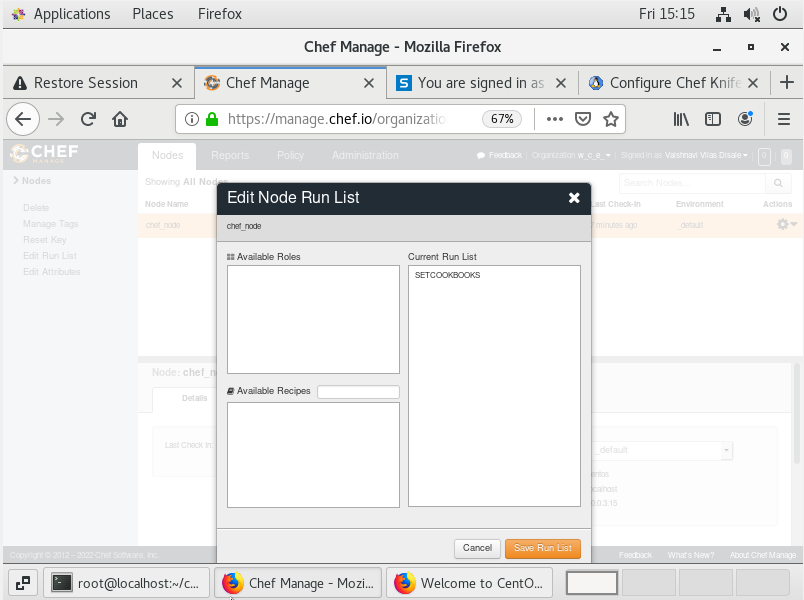 Applications Places Firefox Fri 15:15
Chef Manage - Mozilla Firefox
Restore Session Chef Manage You are signed in as Configure Chef Knife
https://manage.chef.io/organizatio 67%
CHEF
MANAGE
Nodes Reports Policy Administration Feedback Organization w_c_e_ Signed in as Vaishnavi Vilas Disale 0 0
Nodes
Showing All Nodes
Search Nodes...
Delete
Manage Tags
Reset Key
Edit Run List
Edit Attributes
Node Name Last Check-In Environment Actions
chef_node 7 minutes ago _default
Edit Node Run List
chef_node
Available Roles
Current Run List
SETCOOKBOOKS
Available Recipes
Node: chef_n
Details
Last Check In:
_default
entos
ocalhost
0.0.3.15
Cancel Save Run List
Copyright © 2012 – 2022 Chef Software, Inc. Feedback What's New? About Chef Manage
root@localhost:~/c... Chef Manage - Mozi... Welcome to CentO...